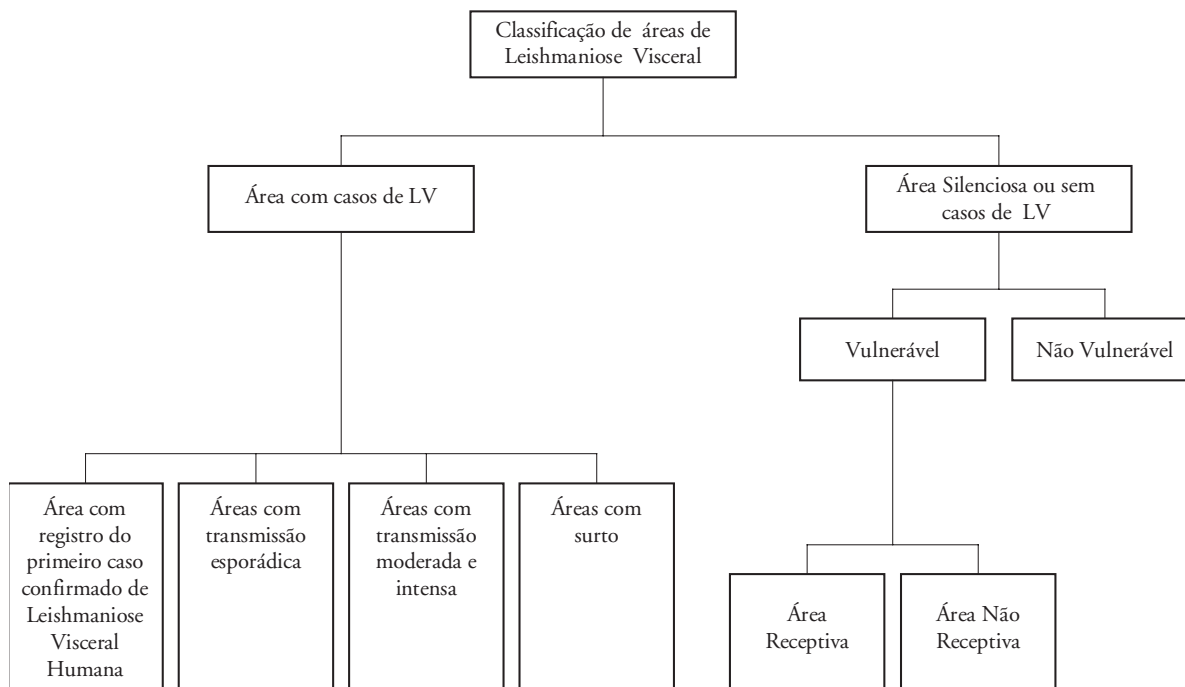 Classificação de áreas de
Leishmaniose Visceral
Área com casos de LV
Área Silenciosa ou sem
casos de LV
Vulnerável
Não Vulnerável
Área com
registro do
primeiro caso
confirmado de
Leishmaniose
Visceral
Humana
Áreas com
transmissão
esporádica
Áreas com
transmissão
moderada e
intensa
Áreas com
surto
Área
Receptiva
Área Não
Receptiva